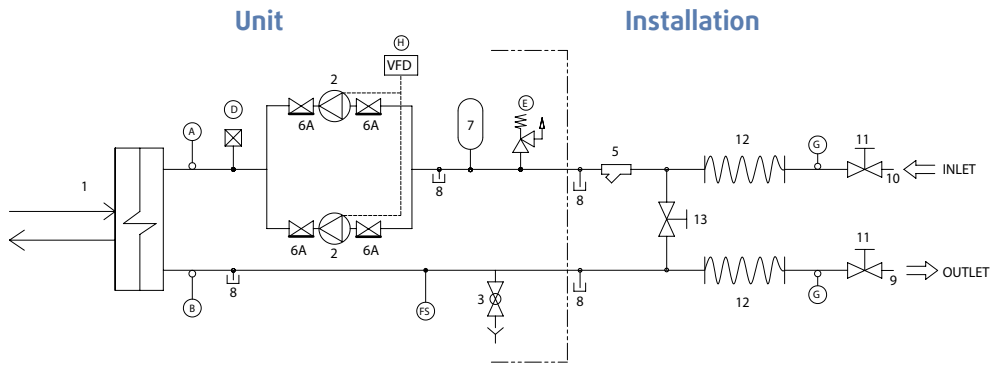 Unit
Installation
H
VFD
2
D
6A
6A
A
7
E
5
12
G
11
10
INLET
1
8
8
13
6A
2
6A
11
9
OUTLET
8
8
12
G
B
FS
3